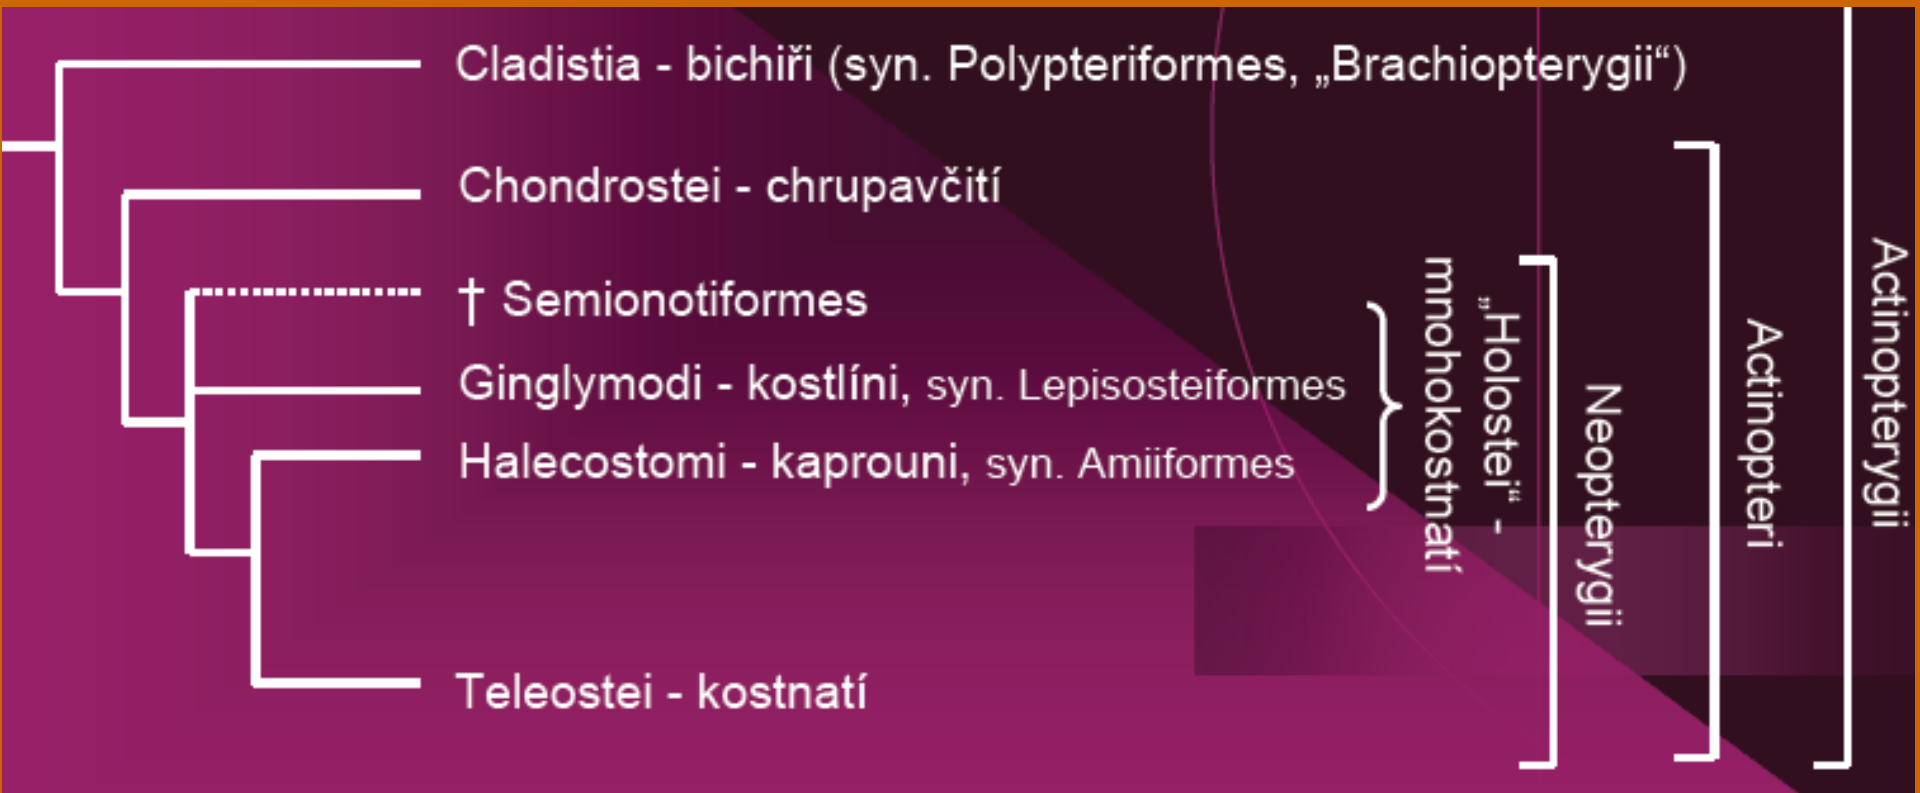 Cladistia - bichiři (syn. Polypteriformes, „Brachiopterygii“)
Chondrostei - chrupavčití
† Semionotiformes
Ginglymodi - kostlíni, syn. Lepisosteiformes
Halecostomi - kaprouni, syn. Amiiformes
Teleostei - kostnatí
„Holostei“ -
mnohokostnatí
Neopterygii
Actinopteri
Actinopterygii